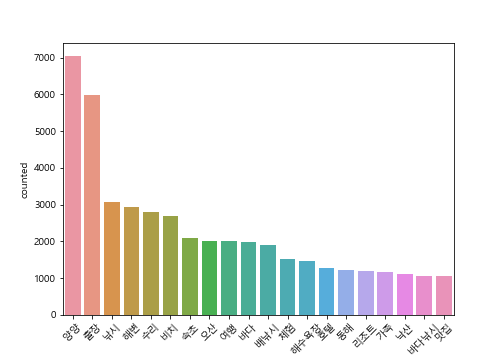 7000
6000
5000
4000
3000
2000
1000
0
counted
양양
출장
낚시
해변
수리
비치
속초
오산
여행
바다
배낚시
체험
해수욕장
호텔
동해
리조트
가족
낙산
바다낚시
맛집